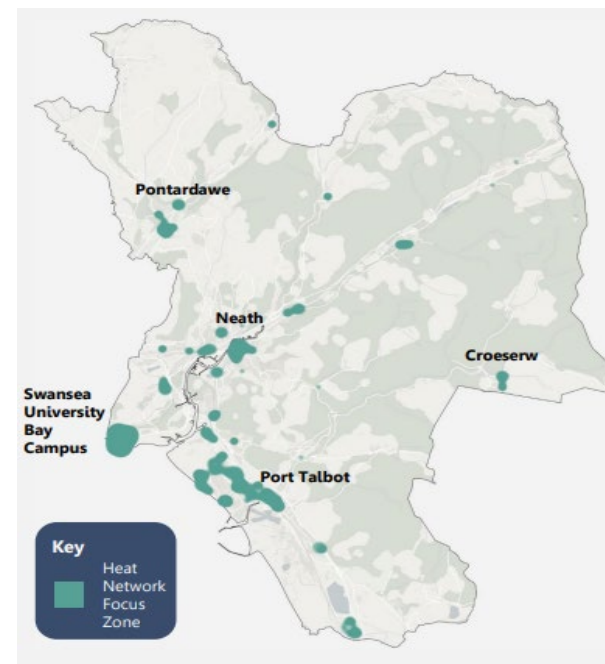 Pontardawe
Neath
Croeserw
Swansea
University
Bay
Campus
Port Talbot
Key
Heat
Network
Focus
Zone